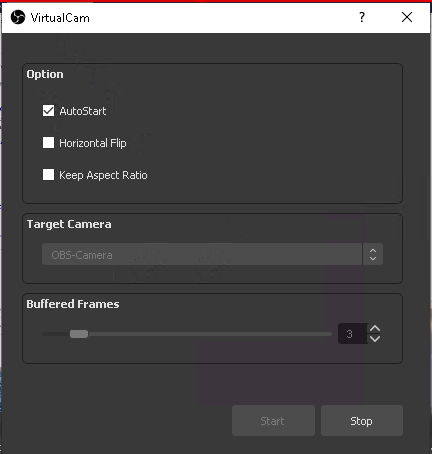 VirtualCam
Option
AutoStart
Horizontal Flip
Keep Aspect Ratio
Target Camera
OBS-Camera
Buffered Frames
3
Start Stop